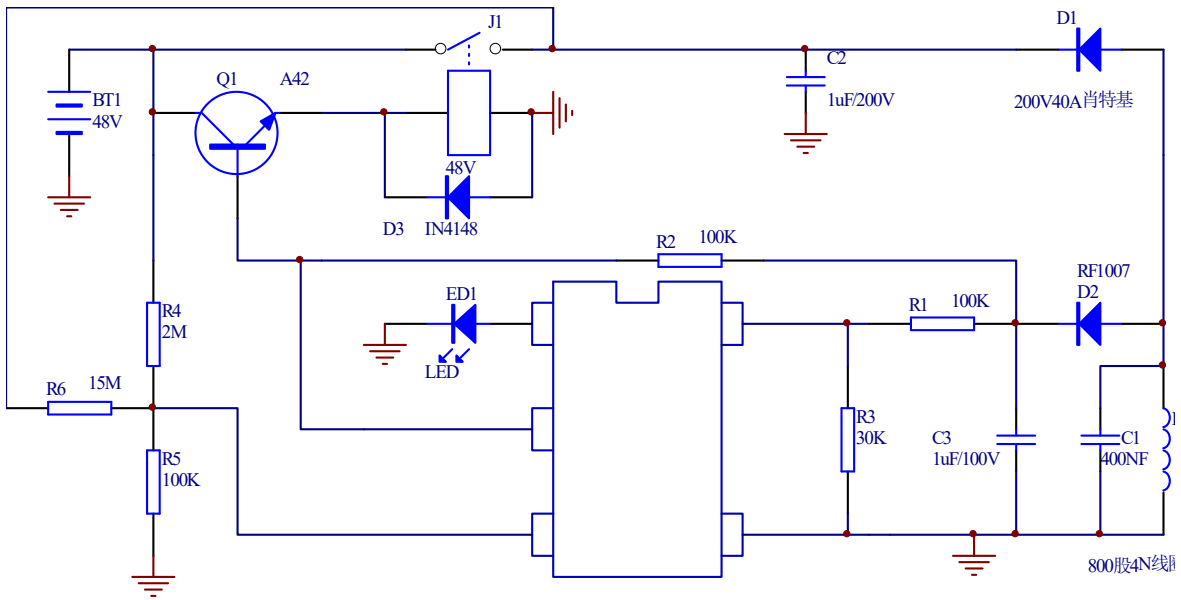 J1
D1
Q1
A42
C2
1uF/200V
200V40A肖特基
BT1
48V
48V
D3
IN4148
R2
100K
RF1007
D2
ED1
R1
100K
R4
2M
LED
R6
15M
R3
30K
C3
1uF/100V
C1
400NF
R5
100K
800股4N线